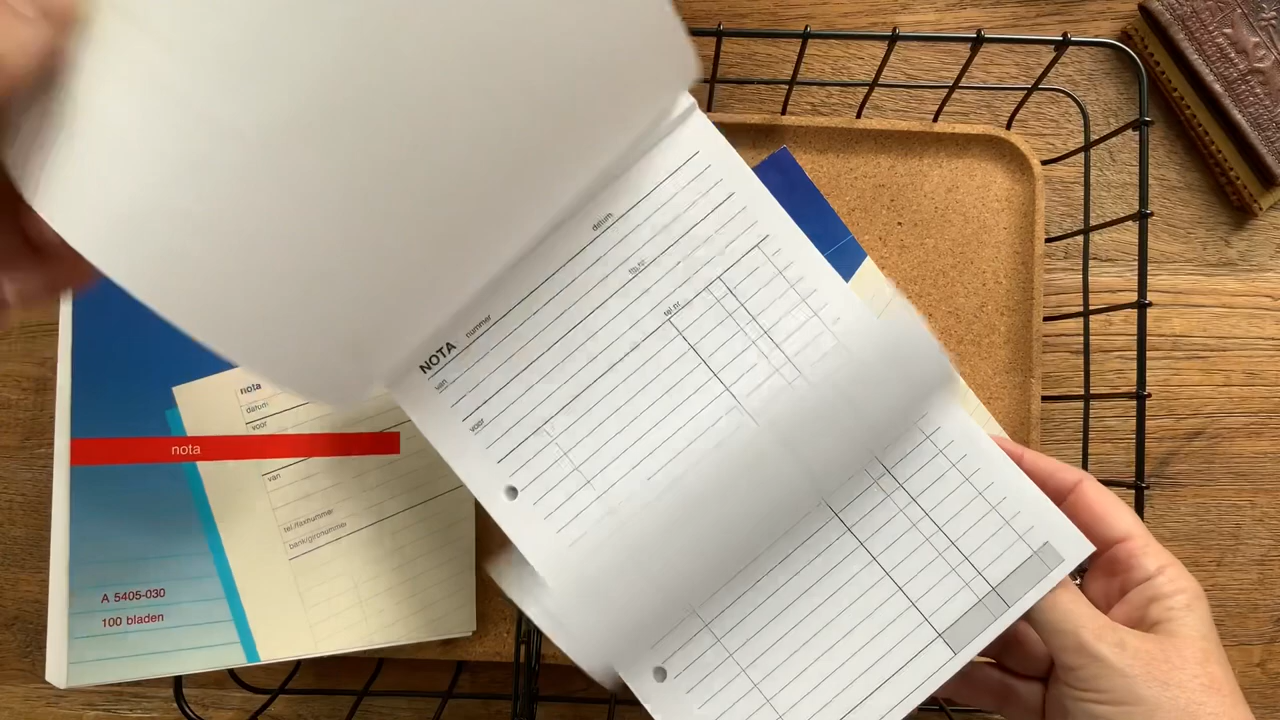 NOTA
nummer
datum
van
tel nr
voor
nota
datom
voor
nota
van
tel./faxnummer
bank/gironummer
A 5405-030
100 bladen